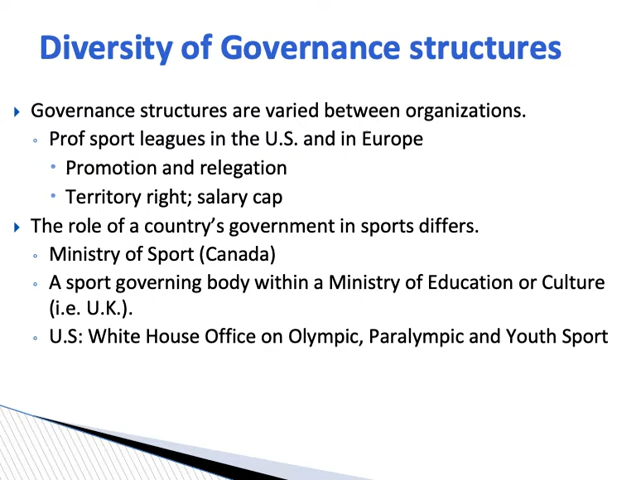 Diversity of Governance structures
Governance structures are varied between organizations.
Prof sport leagues in the U.S. and in Europe
Promotion and relegation
Territory right; salary cap
The role of a country's government in sports differs.
Ministry of Sport (Canada)
A sport governing body within a Ministry of Education or Culture
(i.e. U.K.).
U.S: White House Office on Olympic, Paralympic and Youth Sport